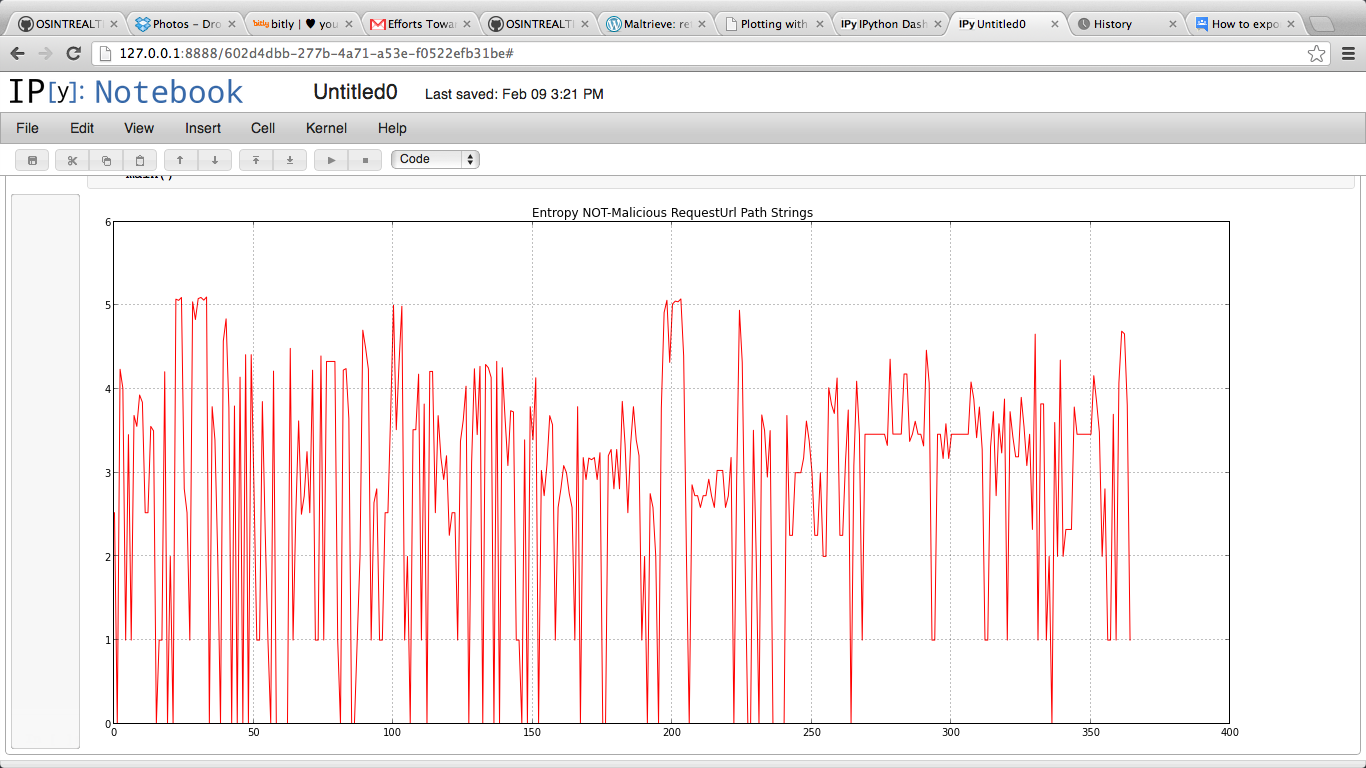 OSINTREALT
Photos – Dro
bitly bitly | ♥ you
Efforts Towa
OSINTREALT
Maltrieve: re
Plotting with
IPy IPython Dash
IPy Untitled0
History
How to expo
127.0.0.1:8888/602d4dbb-277b-4a71-a53e-f0522efb31be#
IP[y]: Notebook Untitled0 Last saved: Feb 09 3:21 PM
File Edit View Insert Cell Kernel Help
Code
main()
Entropy NOT-Malicious RequestUrl Path Strings
6
5
4
3
2
1
0
0 50 100 150 200 250 300 350 400